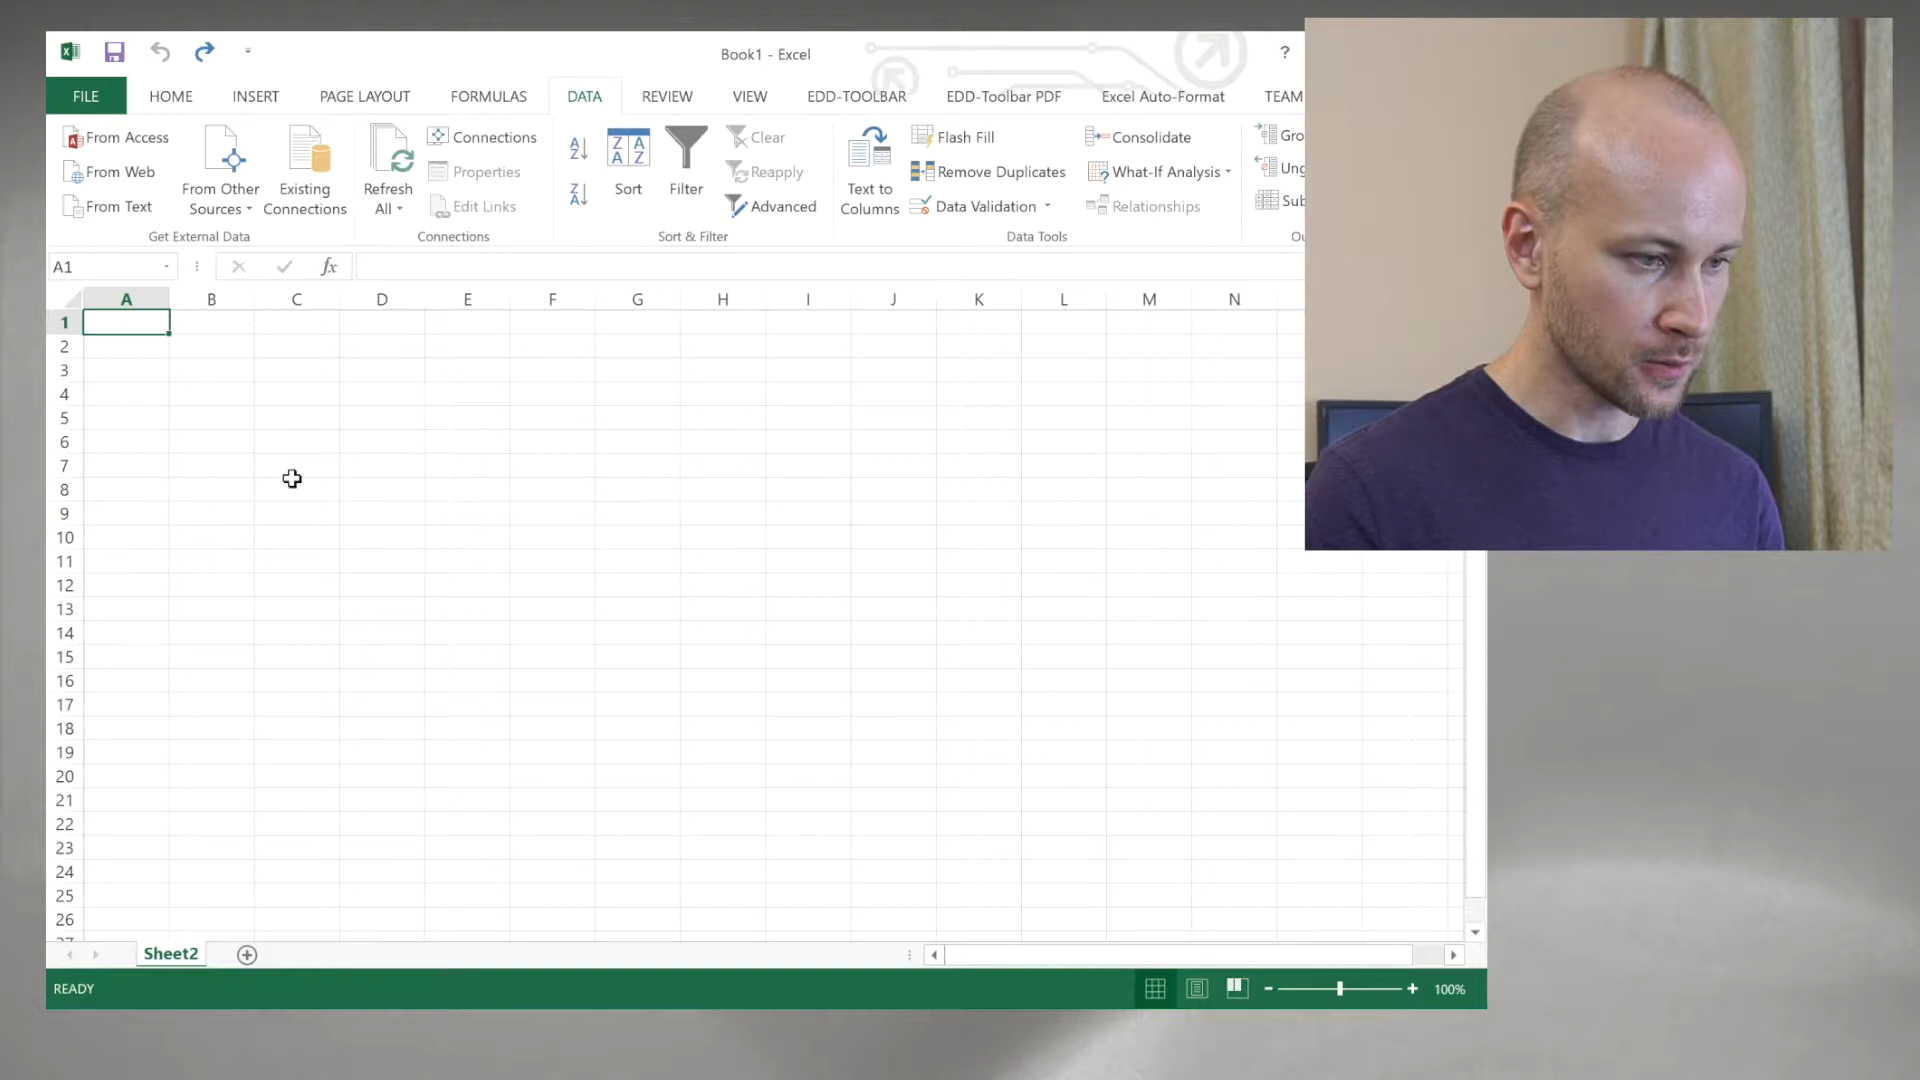 Book1 - Excel
?
FILE HOME INSERT PAGE LAYOUT FORMULAS DATA REVIEW VIEW EDD-TOOLBAR EDD-Toolbar PDF Excel Auto-Format TEAM
From Access
From Web
From Text
From Other
Sources
Existing
Connections
Get External Data
Refresh
All
Connections
Properties
Edit Links
Connections
A
Z
Z
A
Z A
A Z
Sort
Filter
Clear
Reapply
Advanced
Sort & Filter
Text to
Columns
Flash Fill
Remove Duplicates
Data Validation
Consolidate
What-If Analysis
Relationships
Data Tools
Gro
Ung
Sub
Ou
A1
fx
A B C D E F G H I J K L M N
1
2
3
4
5
6
7
8
9
10
11
12
13
14
15
16
17
18
19
20
21
22
23
24
25
26
27
Sheet2
READY
100%